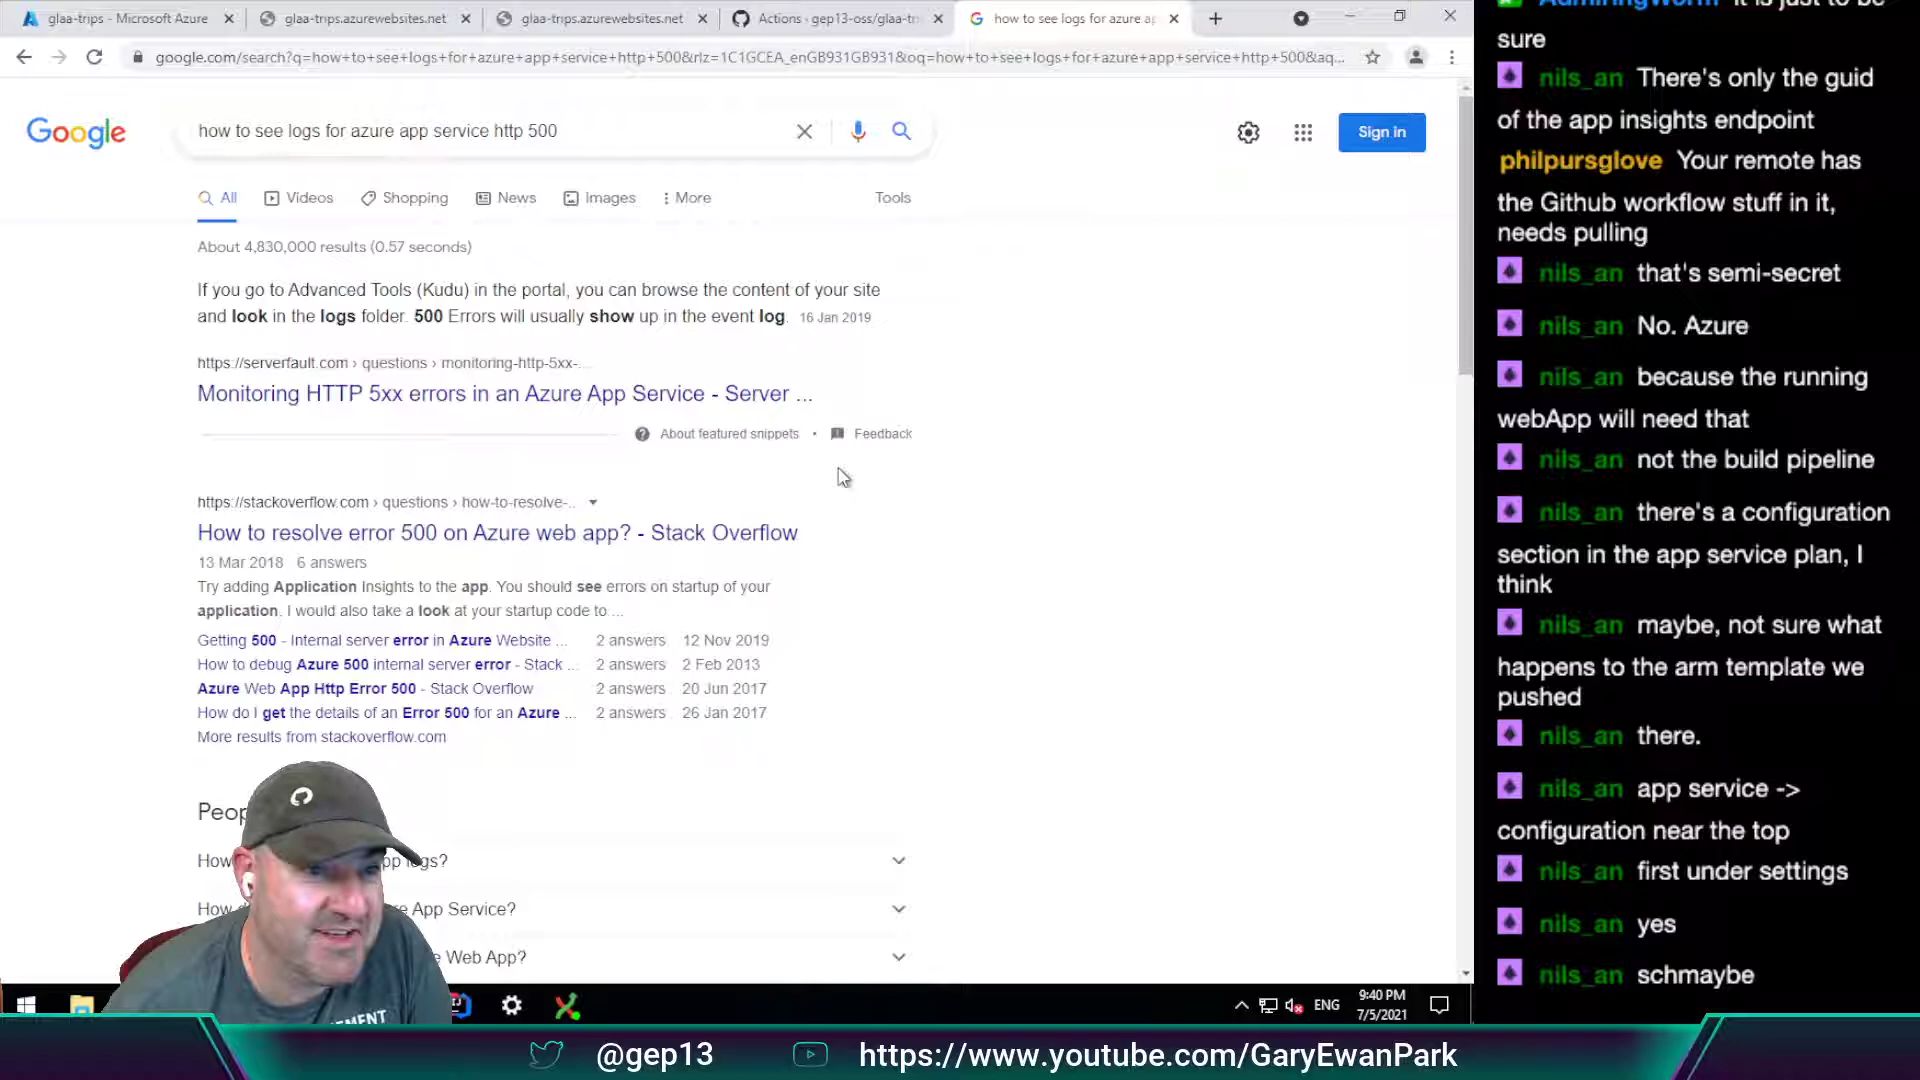 glaa-trips - Microsoft Azure
glaa-trips.azurewebsites.net
glaa-trips.azurewebsites.net
Actions · gep13-oss/glaa-tr
how to see logs for azure ap
google.com/search?q=how+to+see+logs+for+azure+app+service+http+500&rlz=1C1GCEA_enGB931GB931&oq=how+to+see+logs+for+azure+app+service+http+500&aq...
Google
how to see logs for azure app service http 500
Sign in
All
Videos
Shopping
News
Images
More
Tools
About 4,830,000 results (0.57 seconds)
If you go to Advanced Tools (Kudu) in the portal, you can browse the content of your site
and look in the logs folder. 500 Errors will usually show up in the event log. 16 Jan 2019
https://serverfault.com › questions › monitoring-http-5xx-...
Monitoring HTTP 5xx errors in an Azure App Service - Server ...
About featured snippets • Feedback
https://stackoverflow.com › questions › how-to-resolve-...
How to resolve error 500 on Azure web app? - Stack Overflow
13 Mar 2018 6 answers
Try adding Application Insights to the app. You should see errors on startup of your
application. I would also take a look at your startup code to ...
Getting 500 - Internal server error in Azure Website ... 2 answers 12 Nov 2019
How to debug Azure 500 internal server error - Stack ... 2 answers 2 Feb 2013
Azure Web App Http Error 500 - Stack Overflow 2 answers 20 Jun 2017
How do I get the details of an Error 500 for an Azure ... 2 answers 26 Jan 2017
More results from stackoverflow.com
Peop
How pp logs?
How e App Service?
e Web App?
EMENT
ENG
9:40 PM
7/5/2021
@gep13
https://www.youtube.com/GaryEwanPark
AdmiringWorm It is just to be
sure
nils_an There's only the guid
of the app insights endpoint
philpursglove Your remote has
the Github workflow stuff in it,
needs pulling
nils_an that's semi-secret
nils_an No. Azure
nils_an because the running
webApp will need that
nils_an not the build pipeline
nils_an there's a configuration
section in the app service plan, I
think
nils_an maybe, not sure what
happens to the arm template we
pushed
nils_an there.
nils_an app service ->
configuration near the top
nils_an first under settings
nils_an yes
nils_an schmaybe